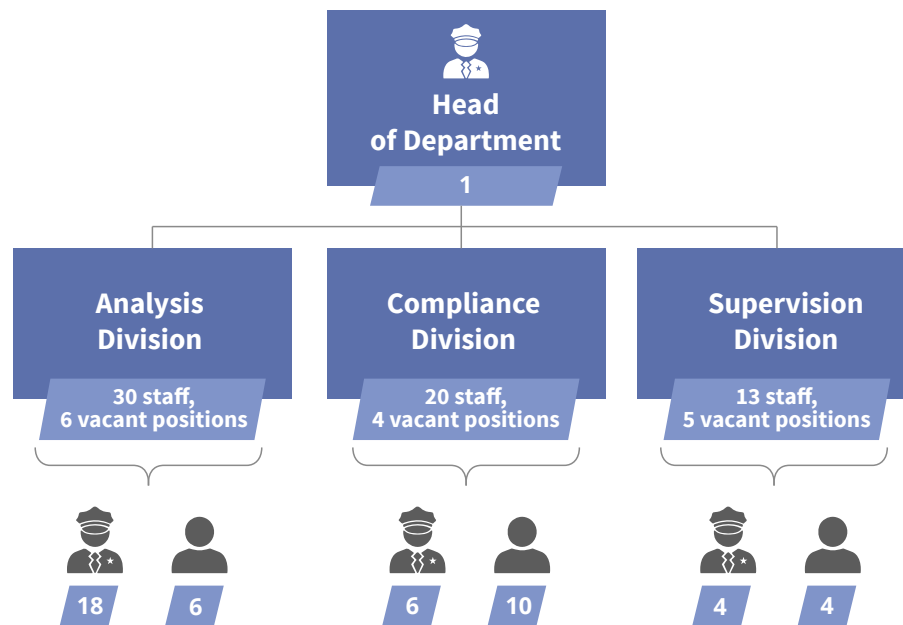 Head
of Department
1
Analysis
Division
30 staff,
6 vacant positions
Compliance
Division
20 staff,
4 vacant positions
Supervision
Division
13 staff,
5 vacant positions
18
6
6
10
4
4